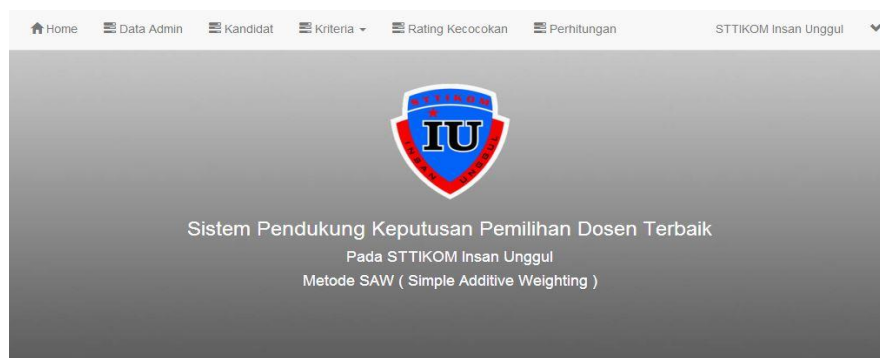 Home Data Admin Kandidat Kriteria Rating Kecocokan Perhitungan STTIKOM Insan Unggul
STTIKOM
IU
INSAN UNGGUL
Sistem Pendukung Keputusan Pemilihan Dosen Terbaik
Pada STTIKOM Insan Unggul
Metode SAW ( Simple Additive Weighting )